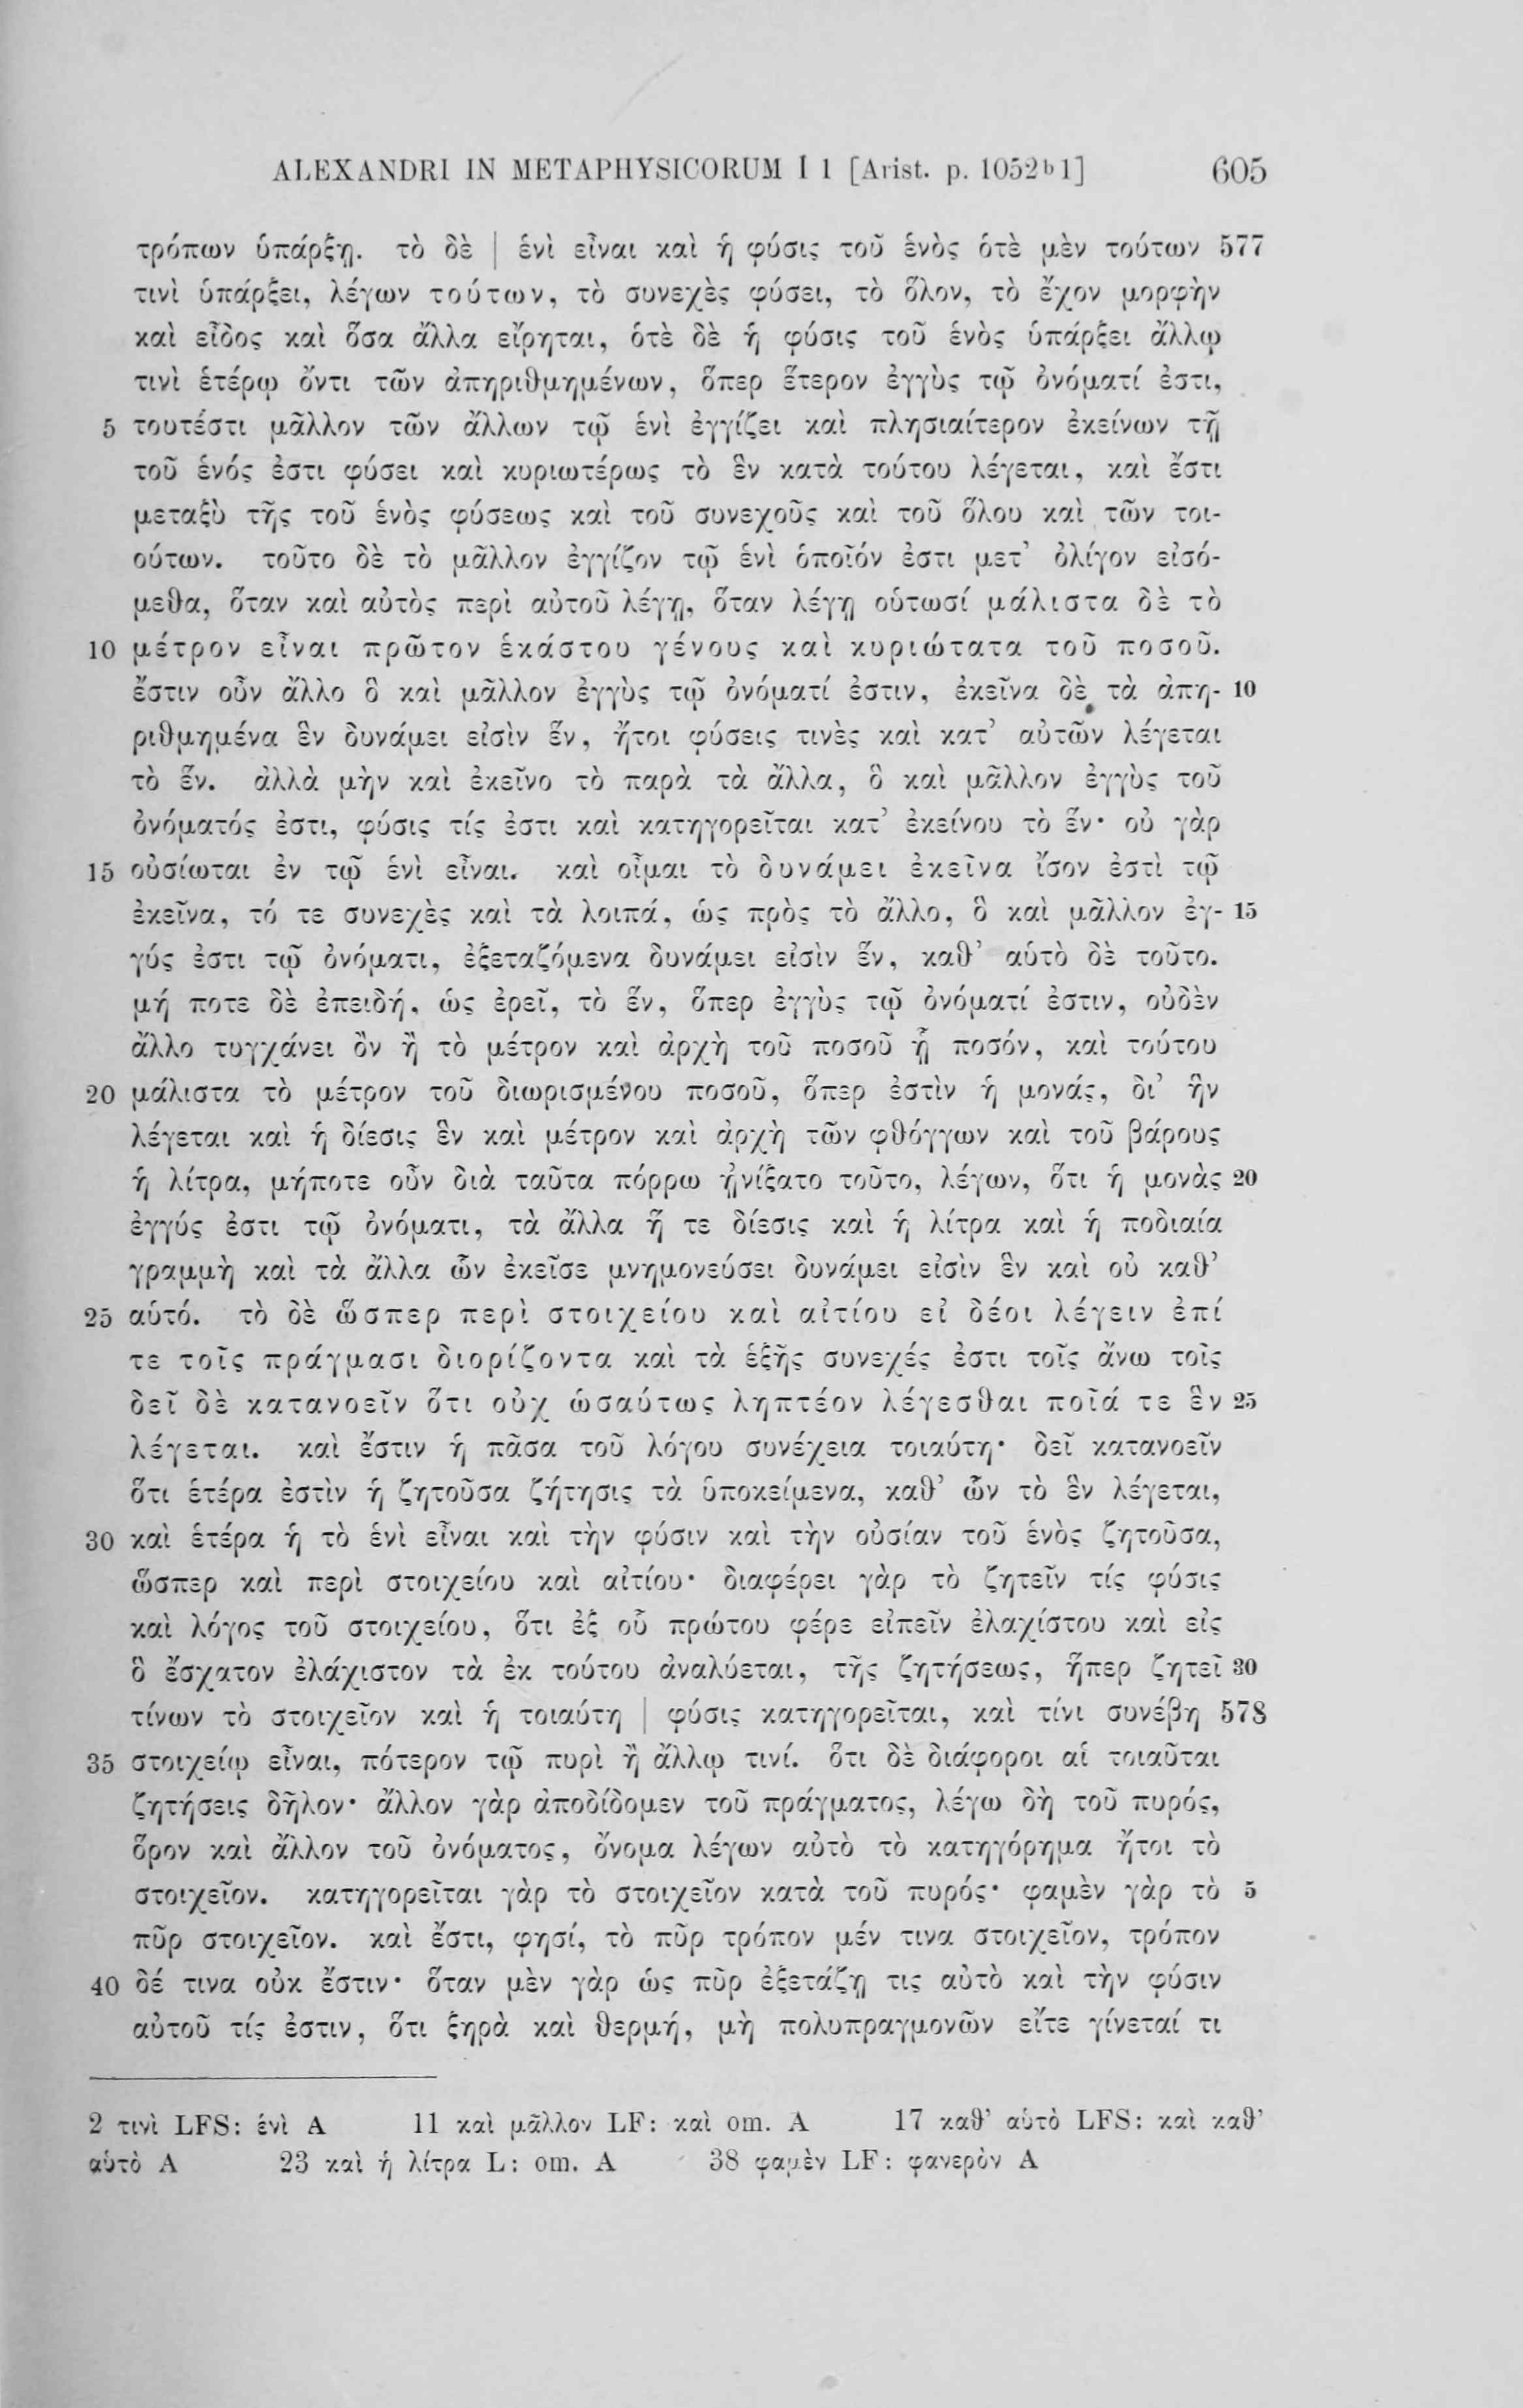 ALEXANDRI IN METAPHYSICORUM I 1 [Arist. p. 1052b1] 605
τρόπων ὑπάρξῃ. τὸ δὲ | ἑνὶ εἶναι καὶ ἡ φύσις τοῦ ἑνὸς ὁτὲ μὲν τούτων 577
τινὶ ὑπάρξει, λέγων τούτων, τὸ συνεχὲς φύσει, τὸ ὅλον, τὸ ἔχον μορφὴν
καὶ εἶδος καὶ ὅσα ἄλλα εἴρηται, ὁτὲ δὲ ἡ φύσις τοῦ ἑνὸς ὑπάρξει ἄλλῳ
τινὶ ἑτέρῳ ὄντι τῶν ἀπηριθμημένων, ὅπερ ἕτερον ἐγγὺς τῷ ὀνόματί ἐστι,
5 τουτέστι μᾶλλον τῶν ἄλλων τῷ ἑνὶ ἐγγίζει καὶ πλησιαίτερον ἐκείνων τῇ
τοῦ ἑνός ἐστι φύσει καὶ κυριωτέρως τὸ ἓν κατὰ τούτου λέγεται, καὶ ἔστι
μεταξὺ τῆς τοῦ ἑνὸς φύσεως καὶ τοῦ συνεχοῦς καὶ τοῦ ὅλου καὶ τῶν τοι-
ούτων. τοῦτο δὲ τὸ μᾶλλον ἐγγίζον τῷ ἑνὶ ὁποῖόν ἐστι μετ’ ὀλίγον εἰσό-
μεθα, ὅταν καὶ αὐτὸς περὶ αὐτοῦ λέγῃ, ὅταν λέγῃ οὑτωσί μάλιστα δὲ τὸ
10 μέτρον εἶναι πρῶτον ἑκάστου γένους καὶ κυριώτατα τοῦ ποσοῦ.
ἔστιν οὖν ἄλλο ὃ καὶ μᾶλλον ἐγγὺς τῷ ὀνόματί ἐστιν, ἐκεῖνα δὲ τὰ ἀπη- 10
ριθμημένα ἓν δυνάμει εἰσὶν ἕν, ἤτοι φύσεις τινὲς καὶ κατ’ αὐτῶν λέγεται
τὸ ἕν. ἀλλὰ μὴν καὶ ἐκεῖνο τὸ παρὰ τὰ ἄλλα, ὃ καὶ μᾶλλον ἐγγὺς τοῦ
ὀνόματός ἐστι, φύσις τίς ἐστι καὶ κατηγορεῖται κατ’ ἐκείνου τὸ ἕν· οὐ γὰρ
15 οὐσίωται ἐν τῷ ἑνὶ εἶναι. καὶ οἶμαι τὸ δυνάμει ἐκεῖνα ἴσον ἐστὶ τῷ
ἐκεῖνα, τό τε συνεχὲς καὶ τὰ λοιπά, ὡς πρὸς τὸ ἄλλο, ὃ καὶ μᾶλλον ἐγ- 15
γύς ἐστι τῷ ὀνόματι, ἐξεταζόμενα δυνάμει εἰσὶν ἕν, καθ’ αὑτὸ δὲ τοῦτο.
μή ποτε δὲ ἐπειδή, ὡς ἐρεῖ, τὸ ἕν, ὅπερ ἐγγὺς τῷ ὀνόματί ἐστιν, οὐδὲν
ἄλλο τυγχάνει ὂν ἢ τὸ μέτρον καὶ ἀρχὴ τοῦ ποσοῦ ᾗ ποσόν, καὶ τούτου
20 μάλιστα τὸ μέτρον τοῦ διωρισμένου ποσοῦ, ὅπερ ἐστὶν ἡ μονάς, δι’ ἣν
λέγεται καὶ ἡ δίεσις ἓν καὶ μέτρον καὶ ἀρχὴ τῶν φθόγγων καὶ τοῦ βάρους
ἡ λίτρα, μήποτε οὖν διὰ ταῦτα πόρρω ᾐνίξατο τοῦτο, λέγων, ὅτι ἡ μονὰς 20
ἐγγύς ἐστι τῷ ὀνόματι, τὰ ἄλλα ἥ τε δίεσις καὶ ἡ λίτρα καὶ ἡ ποδιαία
γραμμὴ καὶ τὰ ἄλλα ὧν ἐκεῖσε μνημονεύσει δυνάμει εἰσὶν ἓν καὶ οὐ καθ’
25 αὑτό. τὸ δὲ ὥσπερ περὶ στοιχείου καὶ αἰτίου εἰ δέοι λέγειν ἐπί
τε τοῖς πράγμασι διορίζοντα καὶ τὰ ἑξῆς συνεχές ἐστι τοῖς ἄνω τοῖς
δεῖ δὲ κατανοεῖν ὅτι οὐχ ὡσαύτως ληπτέον λέγεσθαι ποῖά τε ἓν 25
λέγεται. καὶ ἔστιν ἡ πᾶσα τοῦ λόγου συνέχεια τοιαύτη· δεῖ κατανοεῖν
ὅτι ἑτέρα ἐστὶν ἡ ζητοῦσα ζήτησις τὰ ὑποκείμενα, καθ’ ὧν τὸ ἓν λέγεται,
30 καὶ ἑτέρα ἡ τὸ ἑνὶ εἶναι καὶ τὴν φύσιν καὶ τὴν οὐσίαν τοῦ ἑνὸς ζητοῦσα,
ὥσπερ καὶ περὶ στοιχείου καὶ αἰτίου· διαφέρει γὰρ τὸ ζητεῖν τίς φύσις
καὶ λόγος τοῦ στοιχείου, ὅτι ἐξ οὗ πρώτου φέρε εἰπεῖν ἐλαχίστου καὶ εἰς
ὃ ἔσχατον ἐλάχιστον τὰ ἐκ τούτου ἀναλύεται, τῆς ζητήσεως, ἥπερ ζητεῖ 30
τίνων τὸ στοιχεῖον καὶ ἡ τοιαύτη | φύσις κατηγορεῖται, καὶ τίνι συνέβη 578
35 στοιχείῳ εἶναι, πότερον τῷ πυρὶ ἢ ἄλλῳ τινί. ὅτι δὲ διάφοροι αἱ τοιαῦται
ζητήσεις δῆλον· ἄλλον γὰρ ἀποδίδομεν τοῦ πράγματος, λέγω δὴ τοῦ πυρός,
ὅρον καὶ ἄλλον τοῦ ὀνόματος, ὄνομα λέγων αὐτὸ τὸ κατηγόρημα ἤτοι τὸ
στοιχεῖον. κατηγορεῖται γὰρ τὸ στοιχεῖον κατὰ τοῦ πυρός· φαμὲν γὰρ τὸ 5
πῦρ στοιχεῖον. καὶ ἔστι, φησί, τὸ πῦρ τρόπον μέν τινα στοιχεῖον, τρόπον
40 δέ τινα οὐκ ἔστιν· ὅταν μὲν γὰρ ὡς πῦρ ἐξετάζῃ τις αὐτὸ καὶ τὴν φύσιν
αὐτοῦ τίς ἐστιν, ὅτι ξηρὰ καὶ θερμή, μὴ πολυπραγμονῶν εἴτε γίνεταί τι
2 τινὶ LFS: ἑνὶ A 11 καὶ μᾶλλον LF: καὶ om. A 17 καθ’ αὑτὸ LFS: καὶ καθ’
αὑτὸ A 23 καὶ ἡ λίτρα L: om. A 38 φαμὲν LF: φανερὸν A